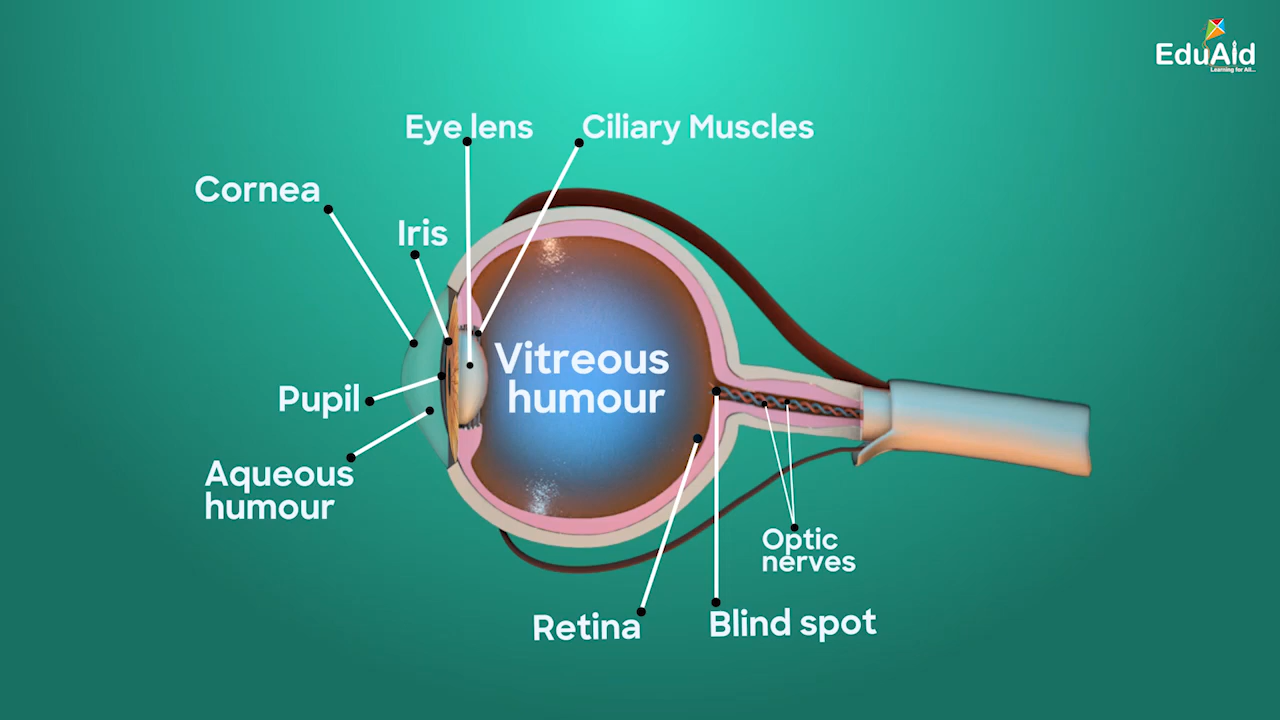 EduAid
Learning for All...
Eye lens
Ciliary Muscles
Cornea
Iris
Vitreous
humour
Pupil
Aqueous
humour
Optic
nerves
Retina
Blind spot